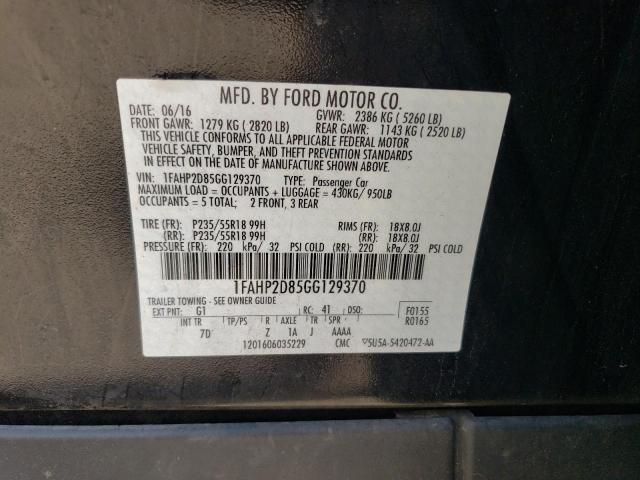 MFD. BY FORD MOTOR CO.
DATE: 06/16 GVWR: 2386 KG ( 5260 LB)
FRONT GAWR: 1279 KG ( 2820 LB) REAR GAWR: 1143 KG ( 2520 LB)
THIS VEHICLE CONFORMS TO ALL APPLICABLE FEDERAL MOTOR
VEHICLE SAFETY, BUMPER, AND THEFT PREVENTION STANDARDS
IN EFFECT ON THE DATE OF MANUFACTURE SHOWN ABOVE.
VIN: 1FAHP2D85GG129370 TYPE: Passenger Car
MAXIMUM LOAD = OCCUPANTS + LUGGAGE = 430KG/ 950LB
OCCUPANTS = 5 TOTAL; 2 FRONT, 3 REAR
TIRE (FR): P235/55R18 99H RIMS (FR): 18X8.0J
(RR): P235/55R18 99H (RR): 18X8.0J
PRESSURE (FR): 220 kPa/ 32 PSI COLD (RR): 220 kPa/ 32 PSI COLD
1FAHP2D85GG129370
TRAILER TOWING - SEE OWNER GUIDE
EXT PNT: G1 RC: 41 DSO: F0155
INT TR TP/PS R AXLE TR SPR R0165
7D Z 1A J AAAA
1201606035229 CMC 5U5A-5420472-AA